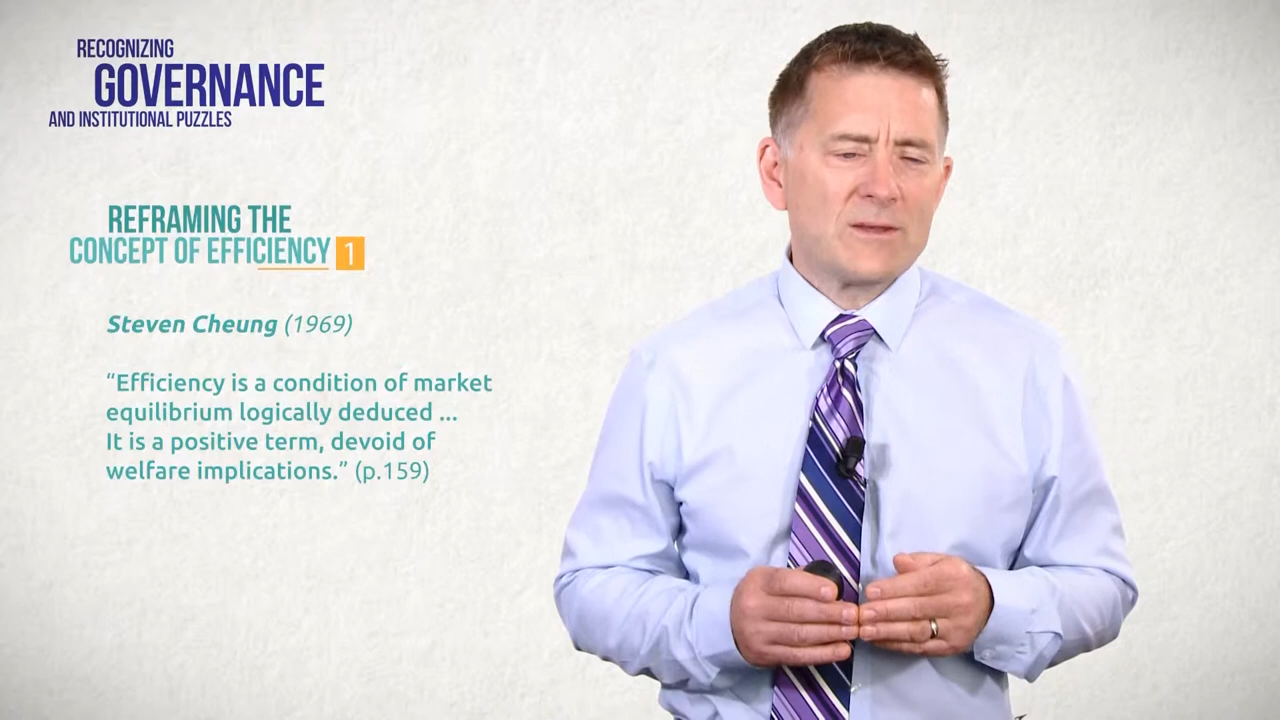 RECOGNIZING
GOVERNANCE
AND INSTITUTIONAL PUZZLES
REFRAMING THE
CONCEPT OF EFFICIENCY 1
Steven Cheung (1969)
“Efficiency is a condition of market
equilibrium logically deduced ...
It is a positive term, devoid of
welfare implications.” (p.159)